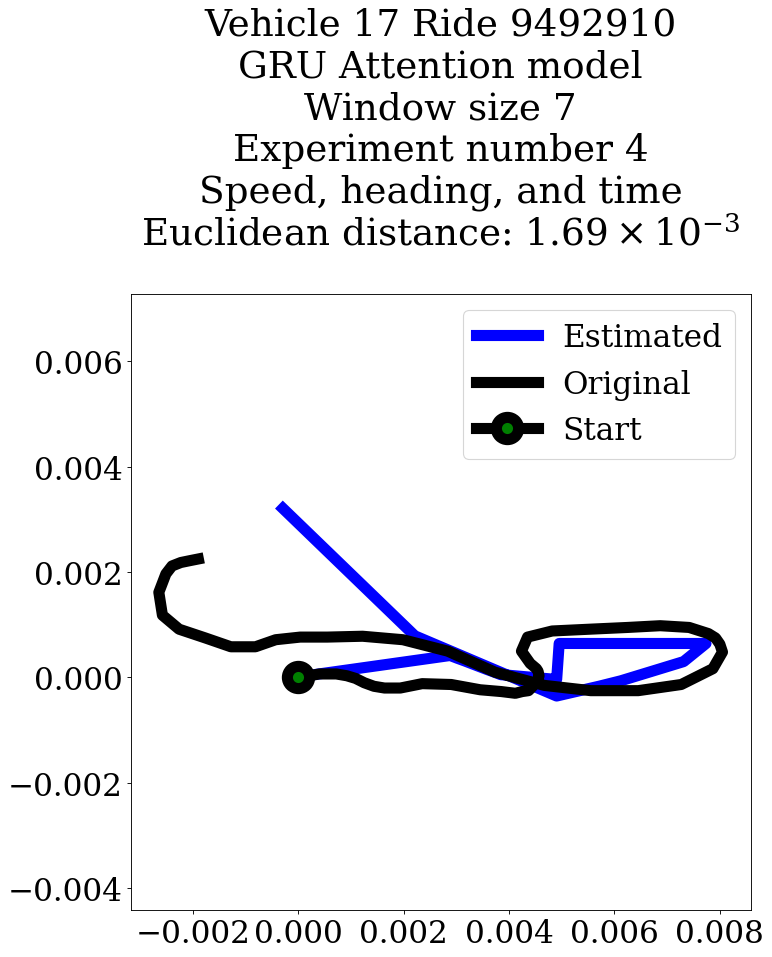 Vehicle 17 Ride 9492910
GRU Attention model
Window size 7
Experiment number 4
Speed, heading, and time
Euclidean distance: 1.69 × 10⁻³
Estimated
Original
Start
0.006
0.004
0.002
0.000
−0.002
−0.004
−0.002 0.000 0.002 0.004 0.006 0.008